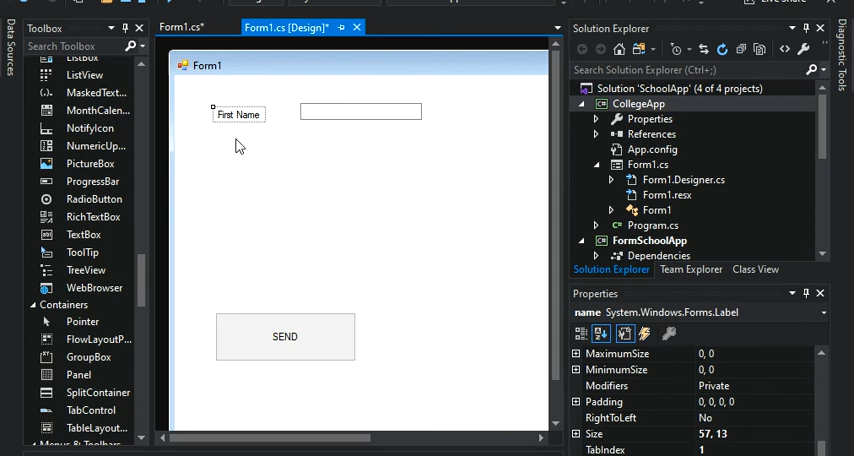 Live Share
Data Sources
Toolbox
Search Toolbox
ListBox
ListView
MaskedText...
MonthCalen...
NotifyIcon
NumericUp...
PictureBox
ProgressBar
RadioButton
RichTextBox
TextBox
ToolTip
TreeView
WebBrowser
Containers
Pointer
FlowLayoutP...
GroupBox
Panel
SplitContainer
TabControl
TableLayout...
Menus & Toolbars
Form1.cs*
Form1.cs [Design]*
Form1
First Name
SEND
Solution Explorer
Search Solution Explorer (Ctrl+;)
Solution 'SchoolApp' (4 of 4 projects)
CollegeApp
Properties
References
App.config
Form1.cs
Form1.Designer.cs
Form1.resx
Form1
Program.cs
FormSchoolApp
Dependencies
Solution Explorer Team Explorer Class View
Properties
name System.Windows.Forms.Label
MaximumSize 0, 0
MinimumSize 0, 0
Modifiers Private
Padding 0, 0, 0, 0
RightToLeft No
Size 57, 13
TabIndex 1
Diagnostic Tools